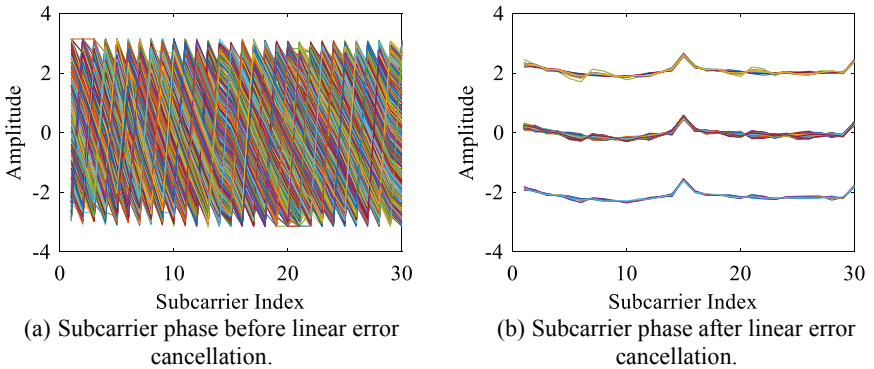 Amplitude
4
2
0
-2
-4
0
10
20
30
Subcarrier Index
(a) Subcarrier phase before linear error
cancellation.
Amplitude
4
2
0
-2
-4
0
10
20
30
Subcarrier Index
(b) Subcarrier phase after linear error
cancellation.